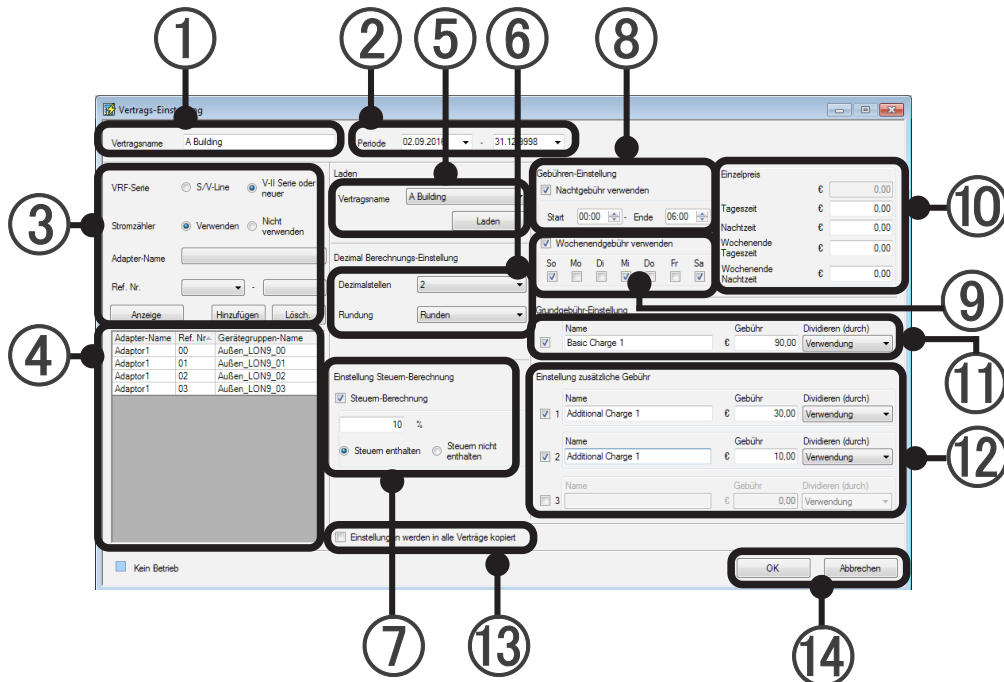 ① ② ⑤ ⑥ ⑧
Vertrags-Einst ng
Vertragsname A Building
Periode 02.09.201 - 31.12. 998
③
VRF-Serie S/V-Line V-II Serie oder neuer
Stromzähler Verwenden Nicht verwenden
Adapter-Name
Ref. Nr. -
Anzeige Hinzufügen Lösch.
④
Adapter-Name Ref. Nr Gerätegruppen-Name
Adaptor1 00 Außen_LON9_00
Adaptor1 01 Außen_LON9_01
Adaptor1 02 Außen_LON9_02
Adaptor1 03 Außen_LON9_03
Laden
Vertragsname A Building
Laden
Dezimal Berechnungs-Einstellung
Dezimalstellen 2
Rundung Runden
Einstellung Steuern-Berechnung
Steuern-Berechnung
10 %
Steuern enthalten Steuern nicht enthalten
Gebühren-Einstellung
Nachtgebühr verwenden
Start 00:00 - Ende 06:00
Wochenendgebühr verwenden
So Mo Di Mi Do Fr Sa
Einzelpreis
€ 0,00
Tageszeit € 0,00
Nachtzeit € 0,00
Wochenende Tageszeit € 0,00
Wochenende Nachtzeit € 0,00
⑩
⑨
Grundgebühr-Einstellung
Name Gebühr Dividieren (durch)
Basic Charge 1 € 90,00 Verwendung
⑪
Einstellung zusätzliche Gebühr
Name Gebühr Dividieren (durch)
1 Additional Charge 1 € 30,00 Verwendung
Name Gebühr Dividieren (durch)
2 Additional Charge 1 € 10,00 Verwendung
Name Gebühr Dividieren (durch)
3 € 0,00 Verwendung
⑫
Einstellungen werden in alle Verträge kopiert
Kein Betrieb
OK Abbrechen
⑦ ⑬ ⑭